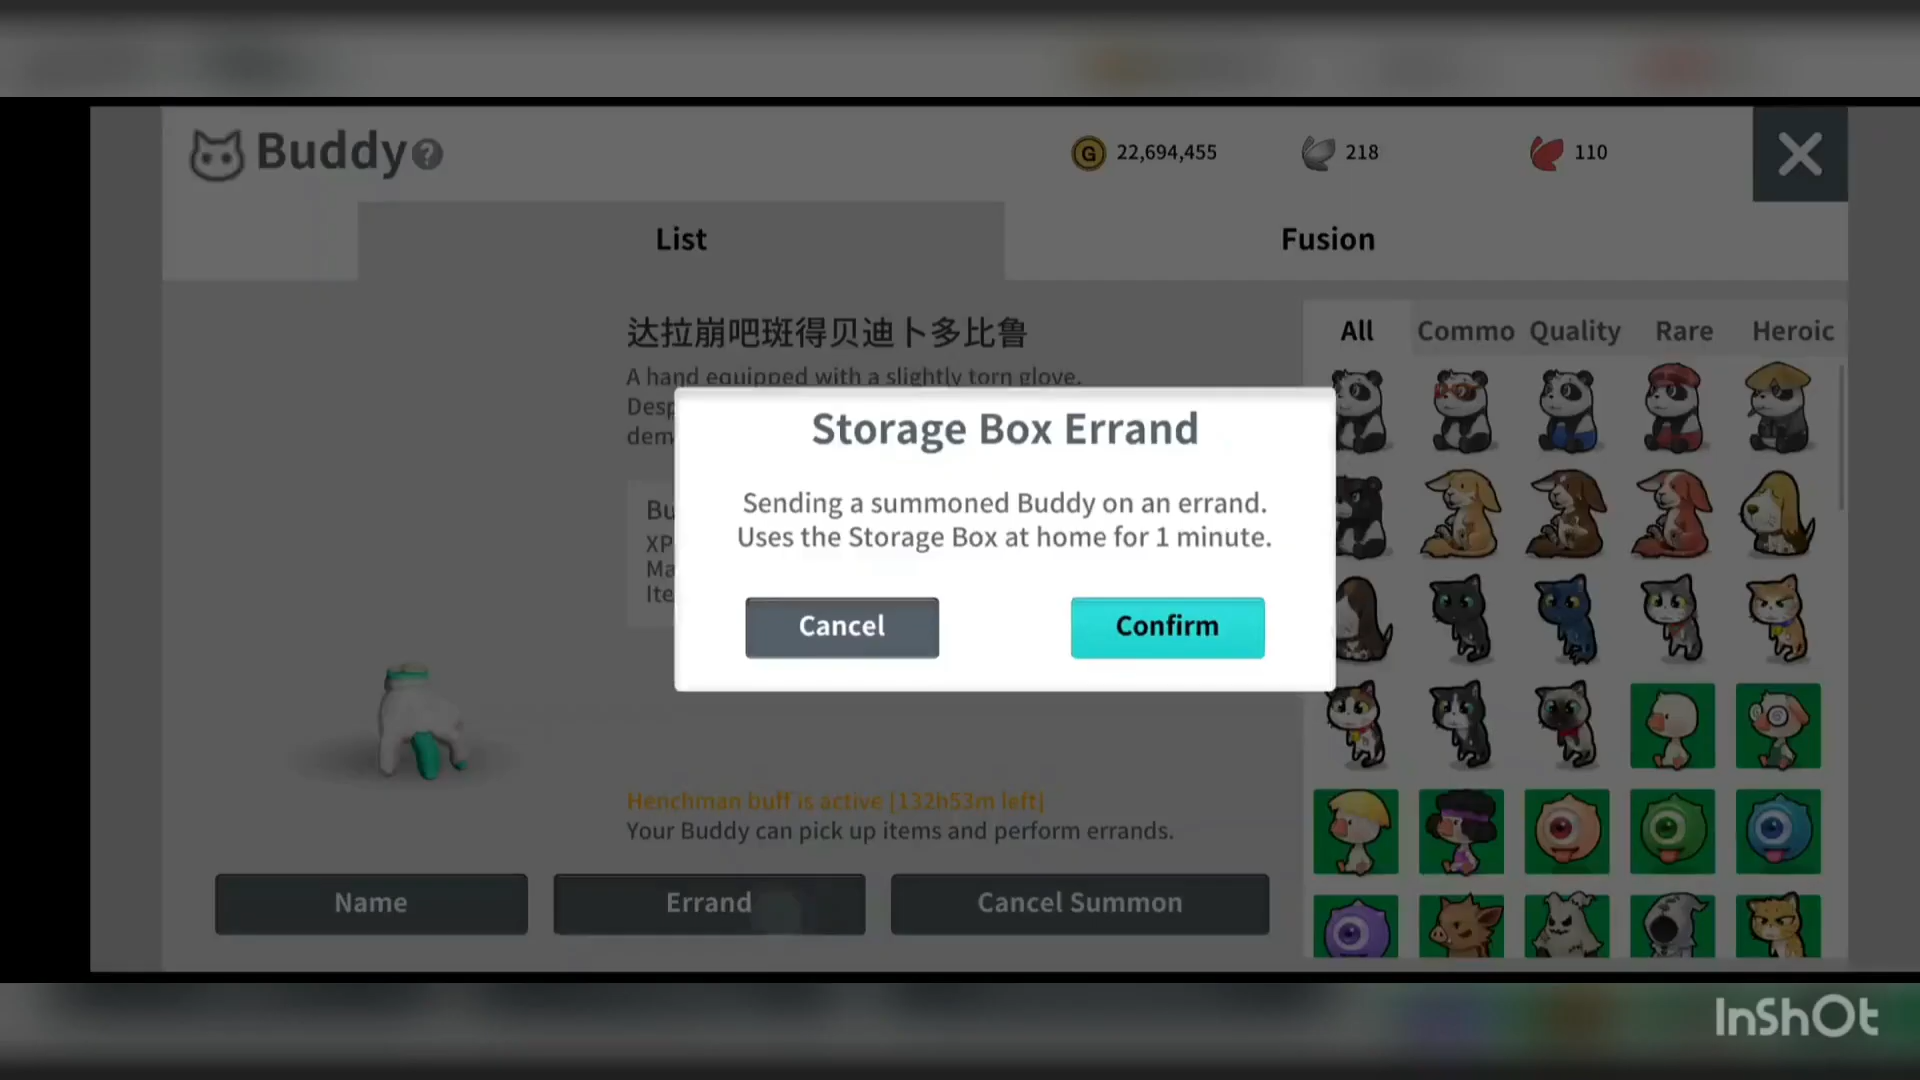 Buddy
22,694,455
218
110
List
Fusion
达拉崩吧斑得贝迪卜多比鲁
A hand equipped with a slightly torn glove.
All
Commo
Quality
Rare
Heroic
Storage Box Errand
Sending a summoned Buddy on an errand.
Uses the Storage Box at home for 1 minute.
Cancel
Confirm
XP
Henchman buff is active [132h53m left]
Your Buddy can pick up items and perform errands.
Name
Errand
Cancel Summon
InShOt